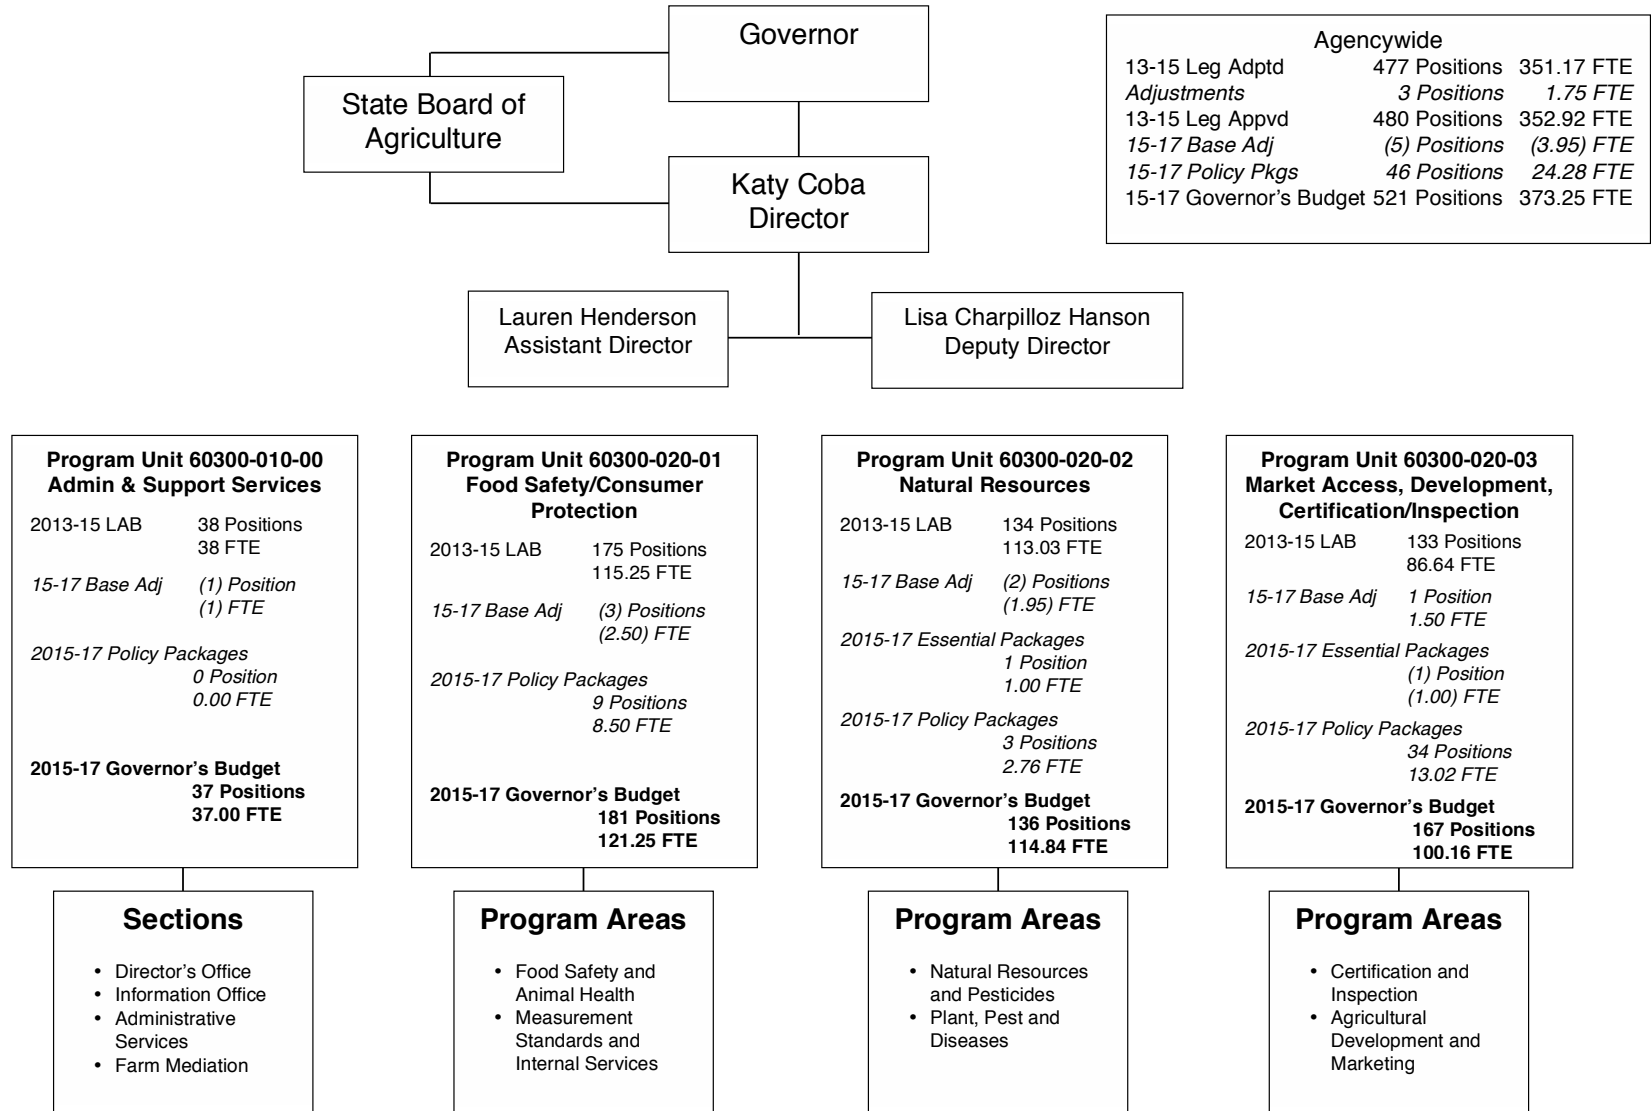 Governor
State Board of
Agriculture
Katy Coba
Director
Agencywide
13-15 Leg Adptd 477 Positions 351.17 FTE
Adjustments 3 Positions 1.75 FTE
13-15 Leg Appvd 480 Positions 352.92 FTE
15-17 Base Adj (5) Positions (3.95) FTE
15-17 Policy Pkgs 46 Positions 24.28 FTE
15-17 Governor's Budget 521 Positions 373.25 FTE
Lauren Henderson
Assistant Director
Lisa Charpilloz Hanson
Deputy Director
Program Unit 60300-010-00
Admin & Support Services
2013-15 LAB 38 Positions
38 FTE
15-17 Base Adj (1) Position
(1) FTE
2015-17 Policy Packages
0 Position
0.00 FTE
2015-17 Governor's Budget
37 Positions
37.00 FTE
Program Unit 60300-020-01
Food Safety/Consumer
Protection
2013-15 LAB 175 Positions
115.25 FTE
15-17 Base Adj (3) Positions
(2.50) FTE
2015-17 Policy Packages
9 Positions
8.50 FTE
2015-17 Governor's Budget
181 Positions
121.25 FTE
Program Unit 60300-020-02
Natural Resources
2013-15 LAB 134 Positions
113.03 FTE
15-17 Base Adj (2) Positions
(1.95) FTE
2015-17 Essential Packages
1 Position
1.00 FTE
2015-17 Policy Packages
3 Positions
2.76 FTE
2015-17 Governor's Budget
136 Positions
114.84 FTE
Program Unit 60300-020-03
Market Access, Development,
Certification/Inspection
2013-15 LAB 133 Positions
86.64 FTE
15-17 Base Adj 1 Position
1.50 FTE
2015-17 Essential Packages
(1) Position
(1.00) FTE
2015-17 Policy Packages
34 Positions
13.02 FTE
2015-17 Governor's Budget
167 Positions
100.16 FTE
Sections
• Director's Office
• Information Office
• Administrative
Services
• Farm Mediation
Program Areas
• Food Safety and
Animal Health
• Measurement
Standards and
Internal Services
Program Areas
• Natural Resources
and Pesticides
• Plant, Pest and
Diseases
Program Areas
• Certification and
Inspection
• Agricultural
Development and
Marketing